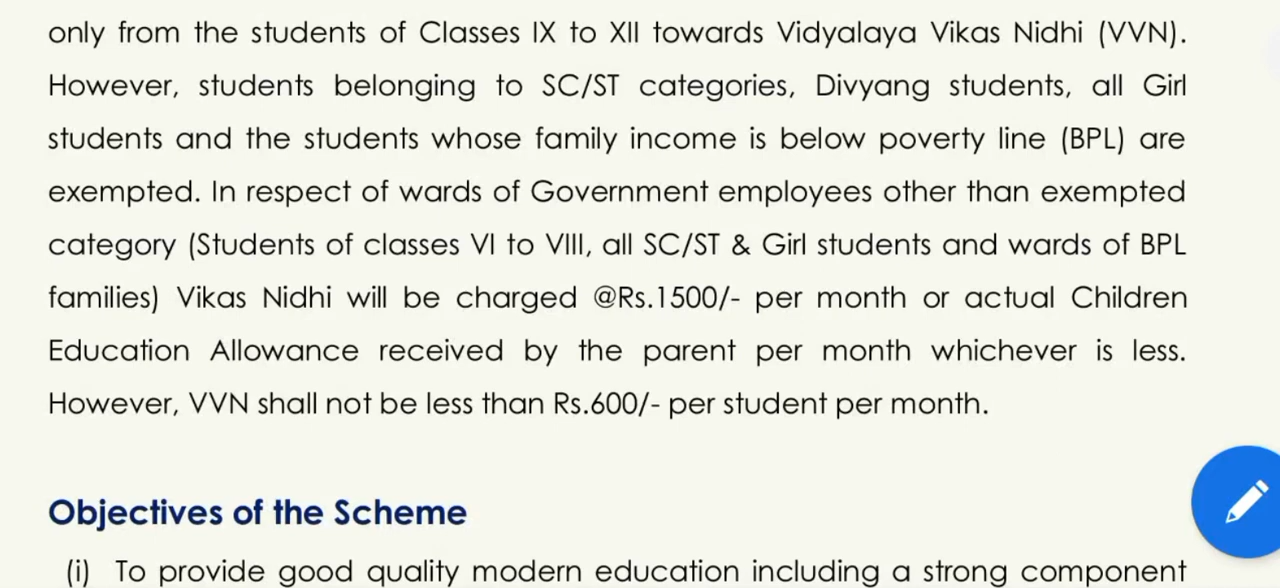 only from the students of Classes IX to XII towards Vidyalaya Vikas Nidhi (VVN).
However, students belonging to SC/ST categories, Divyang students, all Girl
students and the students whose family income is below poverty line (BPL) are
exempted. In respect of wards of Government employees other than exempted
category (Students of classes VI to VIII, all SC/ST & Girl students and wards of BPL
families) Vikas Nidhi will be charged @Rs.1500/- per month or actual Children
Education Allowance received by the parent per month whichever is less.
However, VVN shall not be less than Rs.600/- per student per month.
Objectives of the Scheme
(i) To provide good quality modern education including a strong component